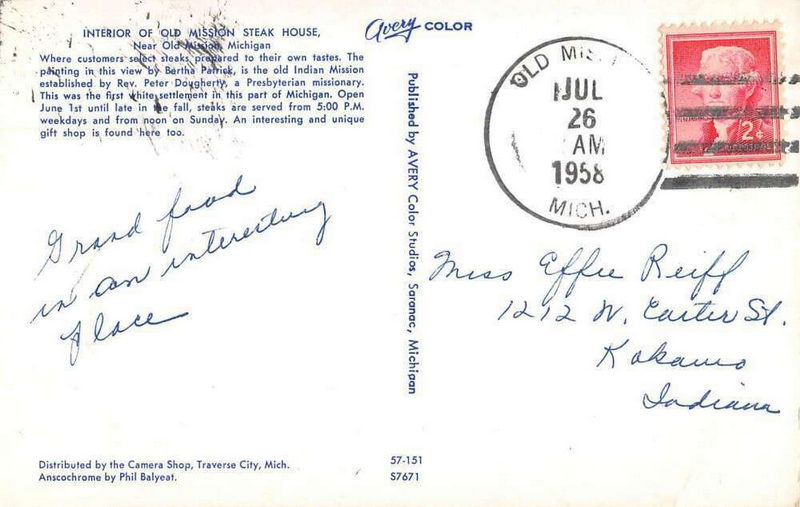 INTERIOR OF OLD MISSION STEAK HOUSE,
Near Old Mission, Michigan
Where customers select steaks prepared to their own tastes. The
painting in this view by Bertha Patrick, is the old Indian Mission
established by Rev. Peter Dougherty, a Presbyterian missionary.
This was the first white settlement in this part of Michigan. Open
June 1st until late in the fall, steaks are served from 5:00 P.M.
weekdays and from noon on Sunday. An interesting and unique
gift shop is found here too.
Avery COLOR
Grand food
in an interesting
place
Distributed by the Camera Shop, Traverse City, Mich.
Anscochrome by Phil Balyeat.
Published by AVERY Color Studios, Saranac, Michigan
57-151
S7671
OLD MIS
JUL
26
AM
1958
MICH.
2¢
Miss Effie Reiff
1212 W. Carter St.
Kokomo
Indiana